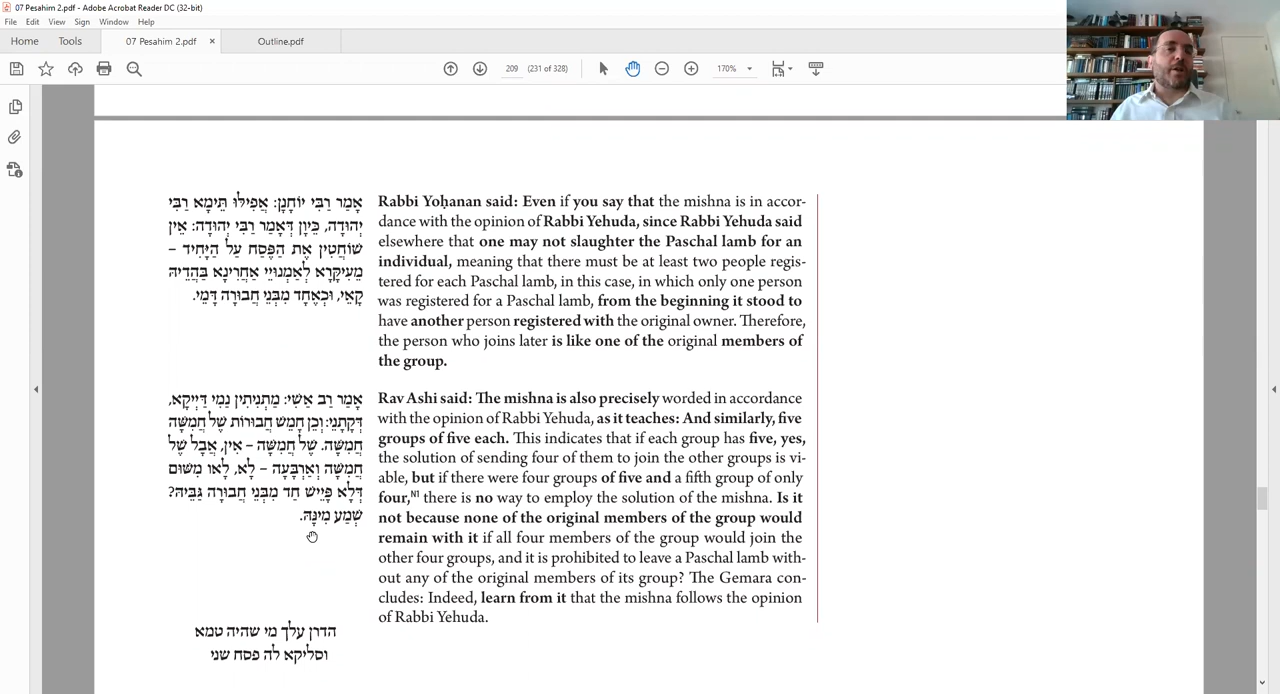 07 Pesahim 2.pdf - Adobe Acrobat Reader DC (32-bit)
File Edit View Sign Window Help
Home Tools 07 Pesahim 2.pdf × Outline.pdf
209 (231 of 328) 170%
אָמַר רַבִּי יוֹחָנָן: אֲפִילּוּ תֵּימָא רַבִּי
יְהוּדָה, כֵּיוָן דְּאָמַר רַבִּי יְהוּדָה: אֵין
שׁוֹחֲטִין אֶת הַפֶּסַח עַל הַיָּחִיד –
מֵעִיקָּרָא לְאִמְנוּיֵי אַחֲרִינָא בַּהֲדֵיהּ
קָאֵי, וּכְאֶחָד מִבְּנֵי חֲבוּרָה דָּמֵי.
Rabbi Yoḥanan said: Even if you say that the mishna is in accor-
dance with the opinion of Rabbi Yehuda, since Rabbi Yehuda said
elsewhere that one may not slaughter the Paschal lamb for an
individual, meaning that there must be at least two people regis-
tered for each Paschal lamb, in this case, in which only one person
was registered for a Paschal lamb, from the beginning it stood to
have another person registered with the original owner. Therefore,
the person who joins later is like one of the original members of
the group.
אָמַר רַב אַשִׁי: מַתְנִיתִין נַמִי דַּיְיקָא,
דְּקָתָנֵי: וְכֵן חָמֵשׁ חֲבוּרוֹת שֶׁל חֲמִשָּׁה
חֲמִשָּׁה. שֶׁל חֲמִשָּׁה – אִין, אֲבָל שֶׁל
חֲמִשָּׁה וְאַרְבָּעָה – לָא, לָאו מִשּׁוּם
דְּלָא פָּיֵישׁ חַד מִבְּנֵי חֲבוּרָה גַּבֵּיהּ?
שְׁמַע מִינָּהּ.
Rav Ashi said: The mishna is also precisely worded in accordance
with the opinion of Rabbi Yehuda, as it teaches: And similarly, five
groups of five each. This indicates that if each group has five, yes,
the solution of sending four of them to join the other groups is vi-
able, but if there were four groups of five and a fifth group of only
four,N1 there is no way to employ the solution of the mishna. Is it
not because none of the original members of the group would
remain with it if all four members of the group would join the
other four groups, and it is prohibited to leave a Paschal lamb with-
out any of the original members of its group? The Gemara con-
cludes: Indeed, learn from it that the mishna follows the opinion
of Rabbi Yehuda.
הדרן עלך מי שהיה טמא
וסליקא לה פסח שני